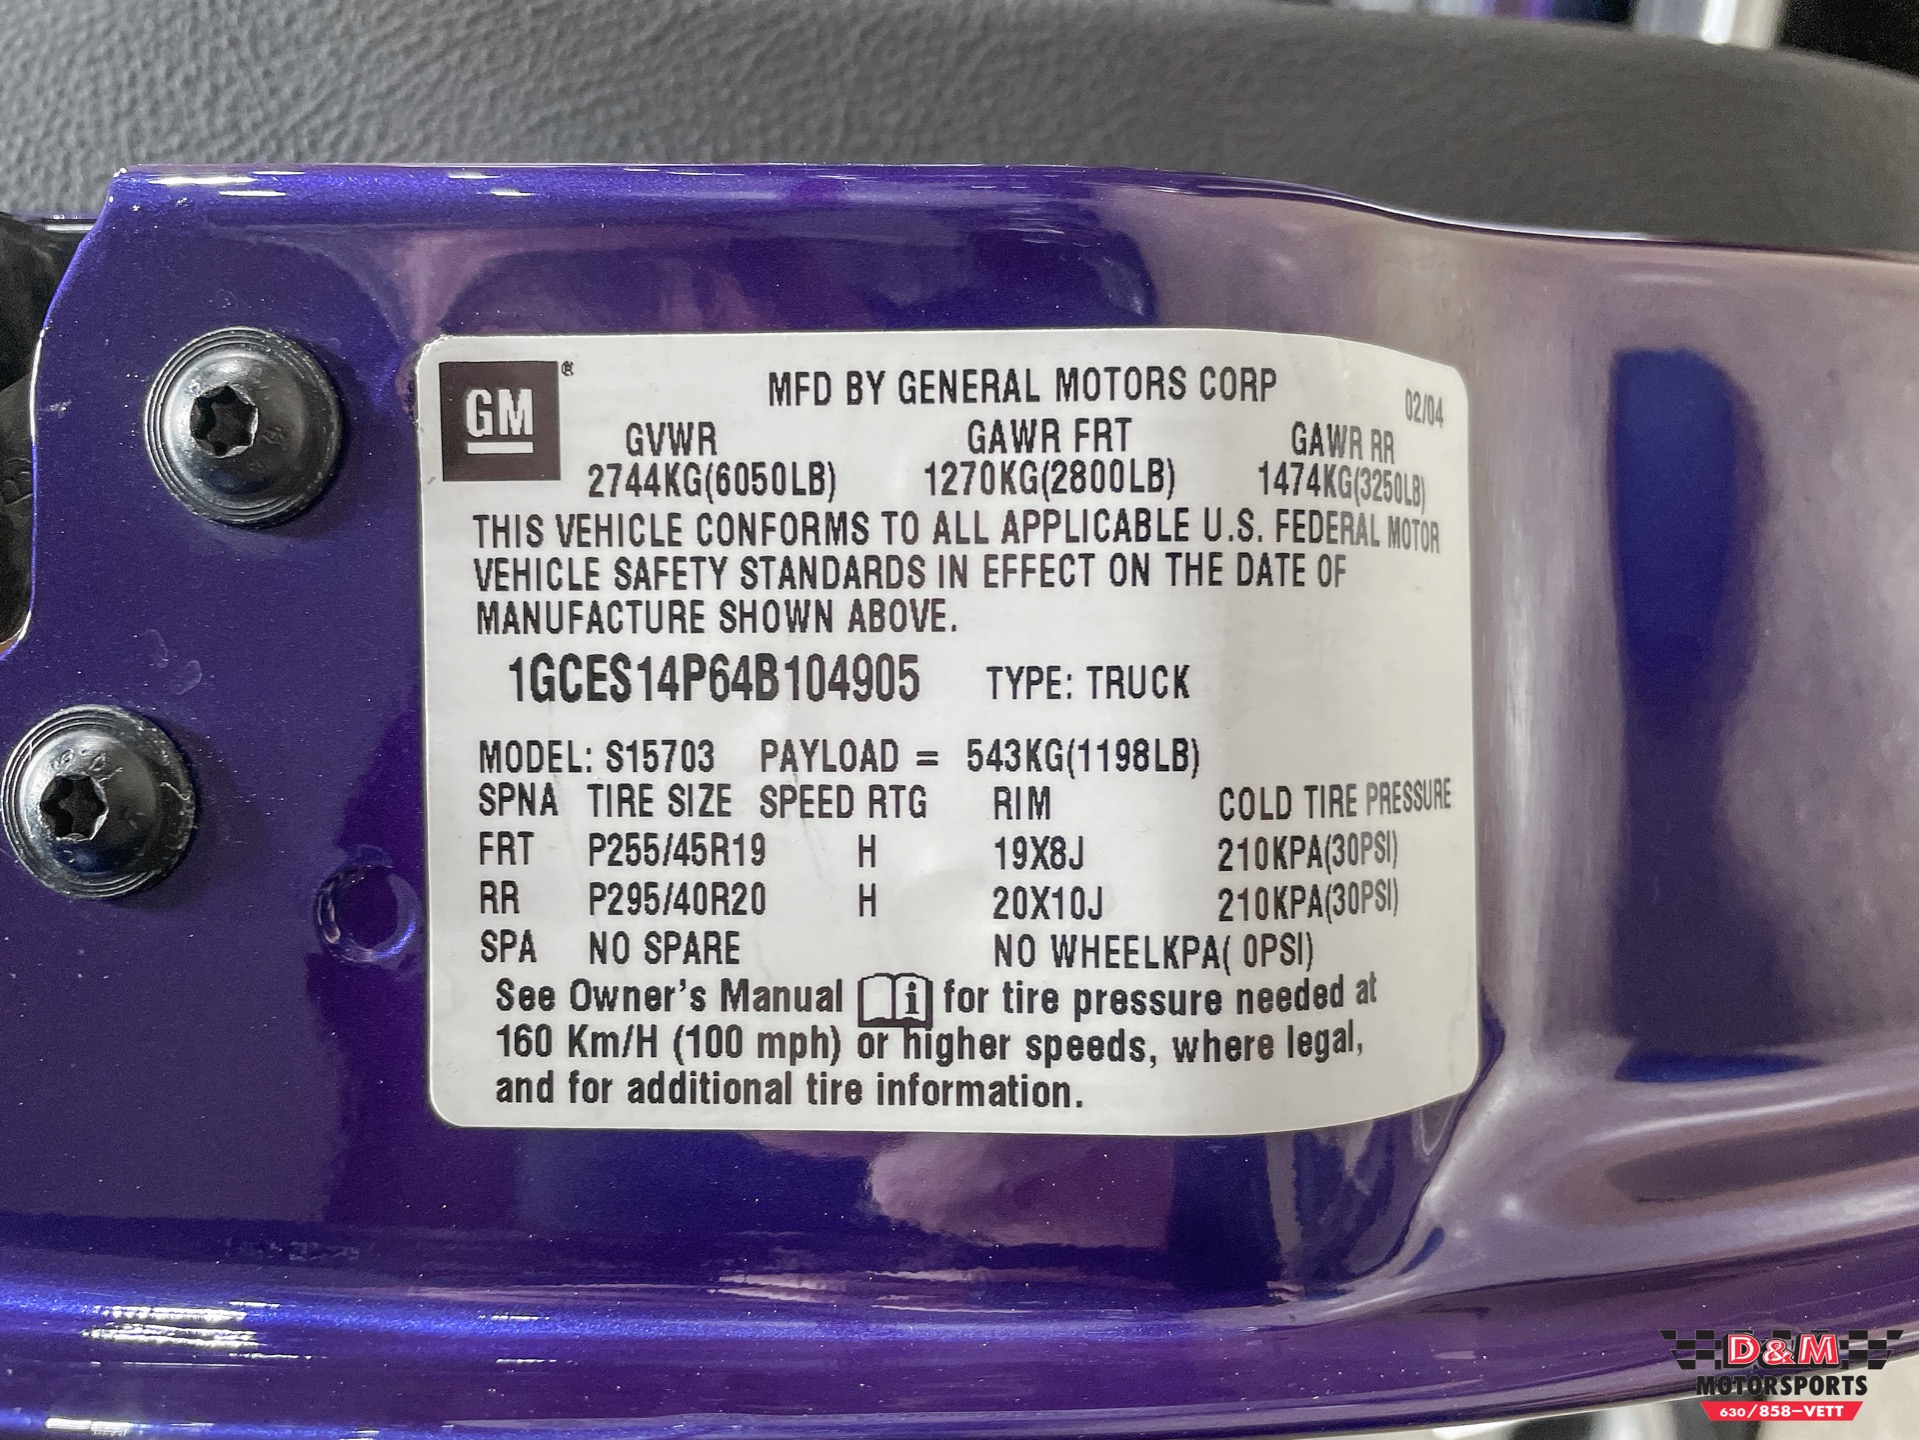 GM ®
MFD BY GENERAL MOTORS CORP
02/04
GVWR GAWR FRT GAWR RR
2744KG(6050LB) 1270KG(2800LB) 1474KG(3250LB)
THIS VEHICLE CONFORMS TO ALL APPLICABLE U.S. FEDERAL MOTOR
VEHICLE SAFETY STANDARDS IN EFFECT ON THE DATE OF
MANUFACTURE SHOWN ABOVE.
1GCES14P64B104905 TYPE: TRUCK
MODEL: S15703 PAYLOAD = 543KG(1198LB)
SPNA TIRE SIZE SPEED RTG RIM COLD TIRE PRESSURE
FRT P255/45R19 H 19X8J 210KPA(30PSI)
RR P295/40R20 H 20X10J 210KPA(30PSI)
SPA NO SPARE NO WHEELKPA( 0PSI)
See Owner's Manual i for tire pressure needed at
160 Km/H (100 mph) or higher speeds, where legal,
and for additional tire information.
D&M
MOTORSPORTS
630/858-VETT